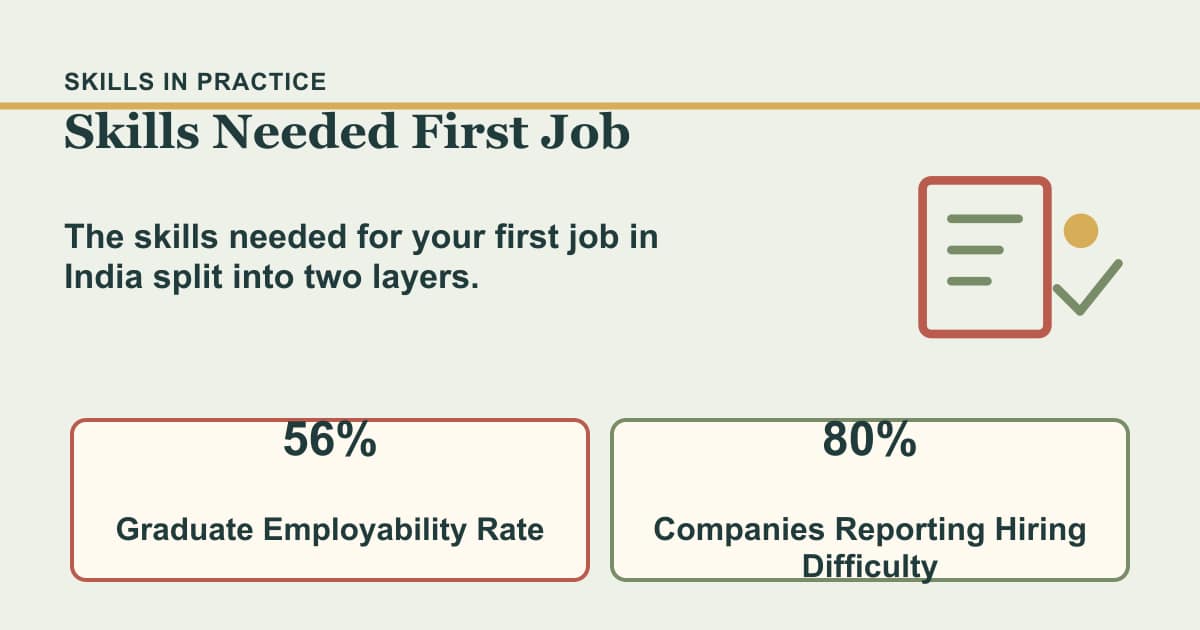 SKILLS IN PRACTICE
Skills Needed First Job
The skills needed for your first job in
India split into two layers.
56%
Graduate Employability Rate
80%
Companies Reporting Hiring
Difficulty